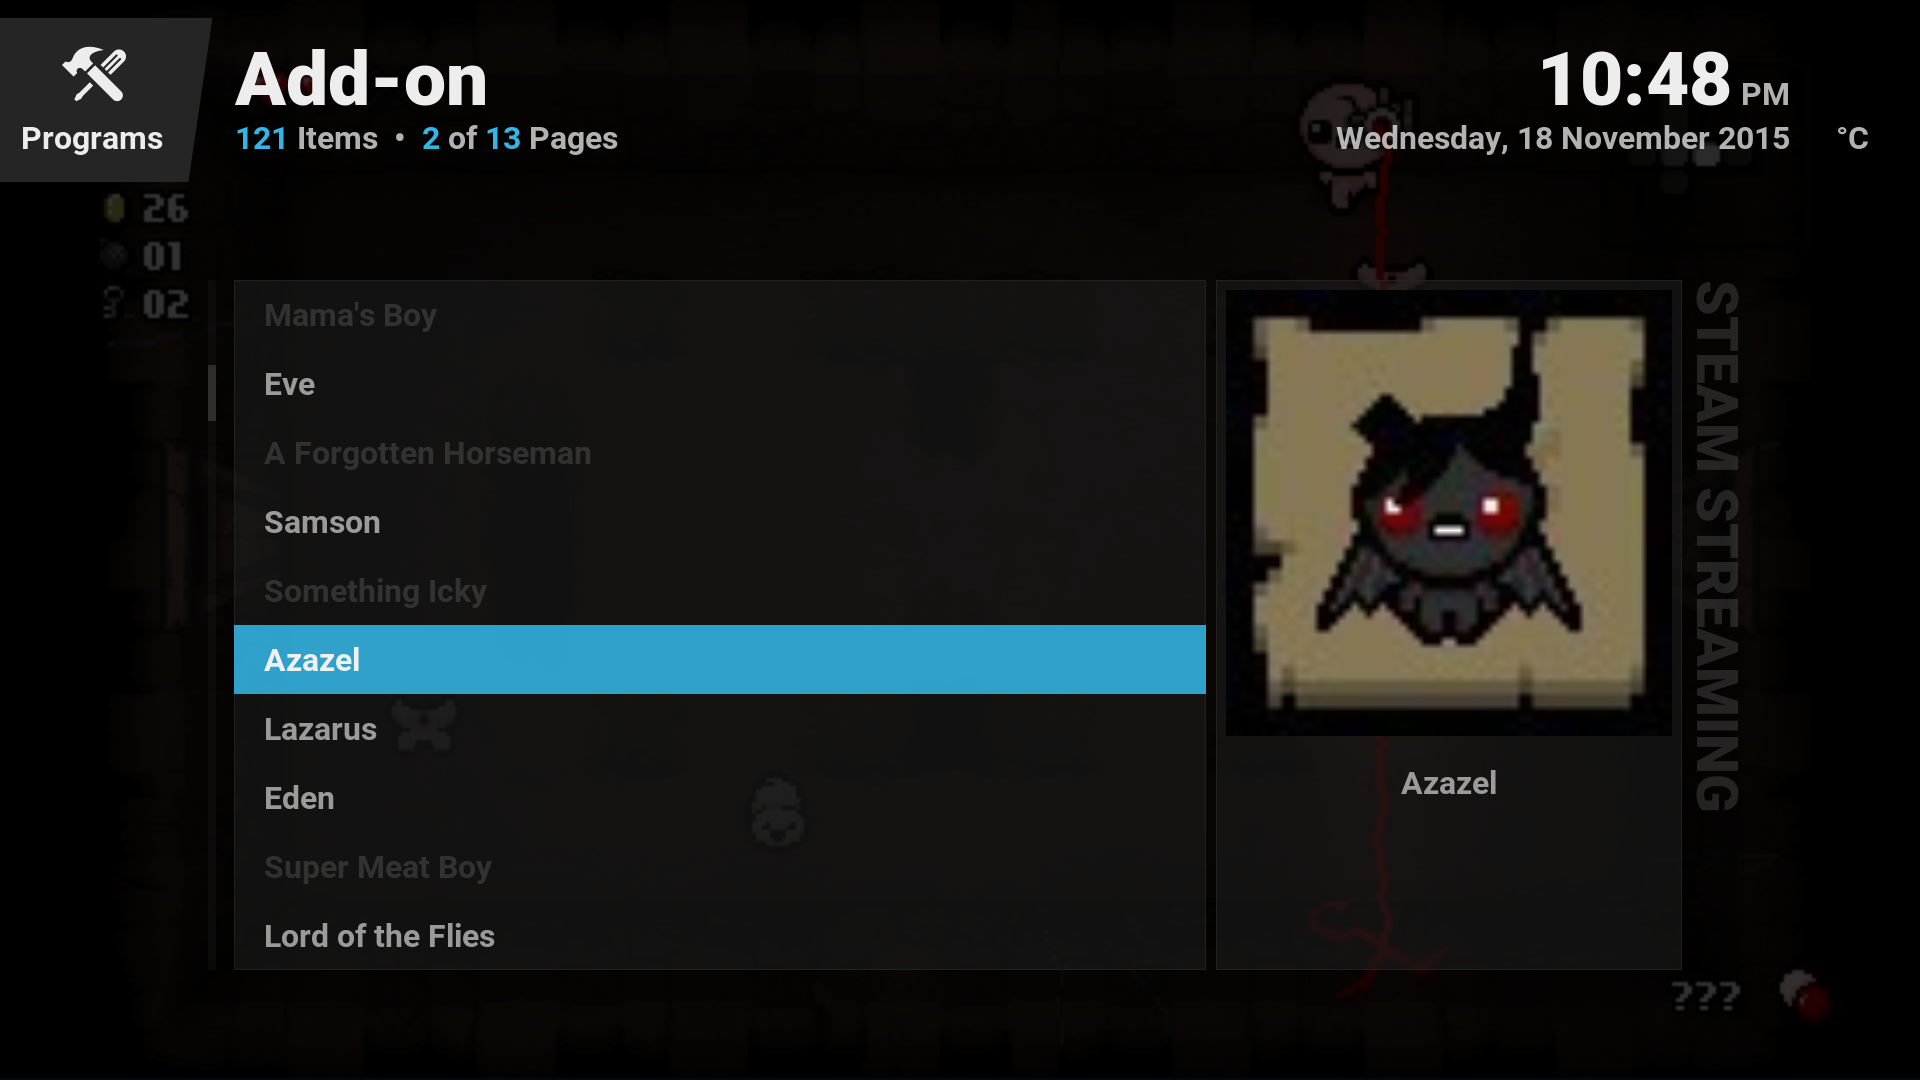 Programs
Add-on
121 Items • 2 of 13 Pages
10:48 PM
Wednesday, 18 November 2015 °C
26
01
02
Mama's Boy
Eve
A Forgotten Horseman
Samson
Something Icky
Azazel
Lazarus
Eden
Super Meat Boy
Lord of the Flies
Azazel
STEAM STREAMING
???